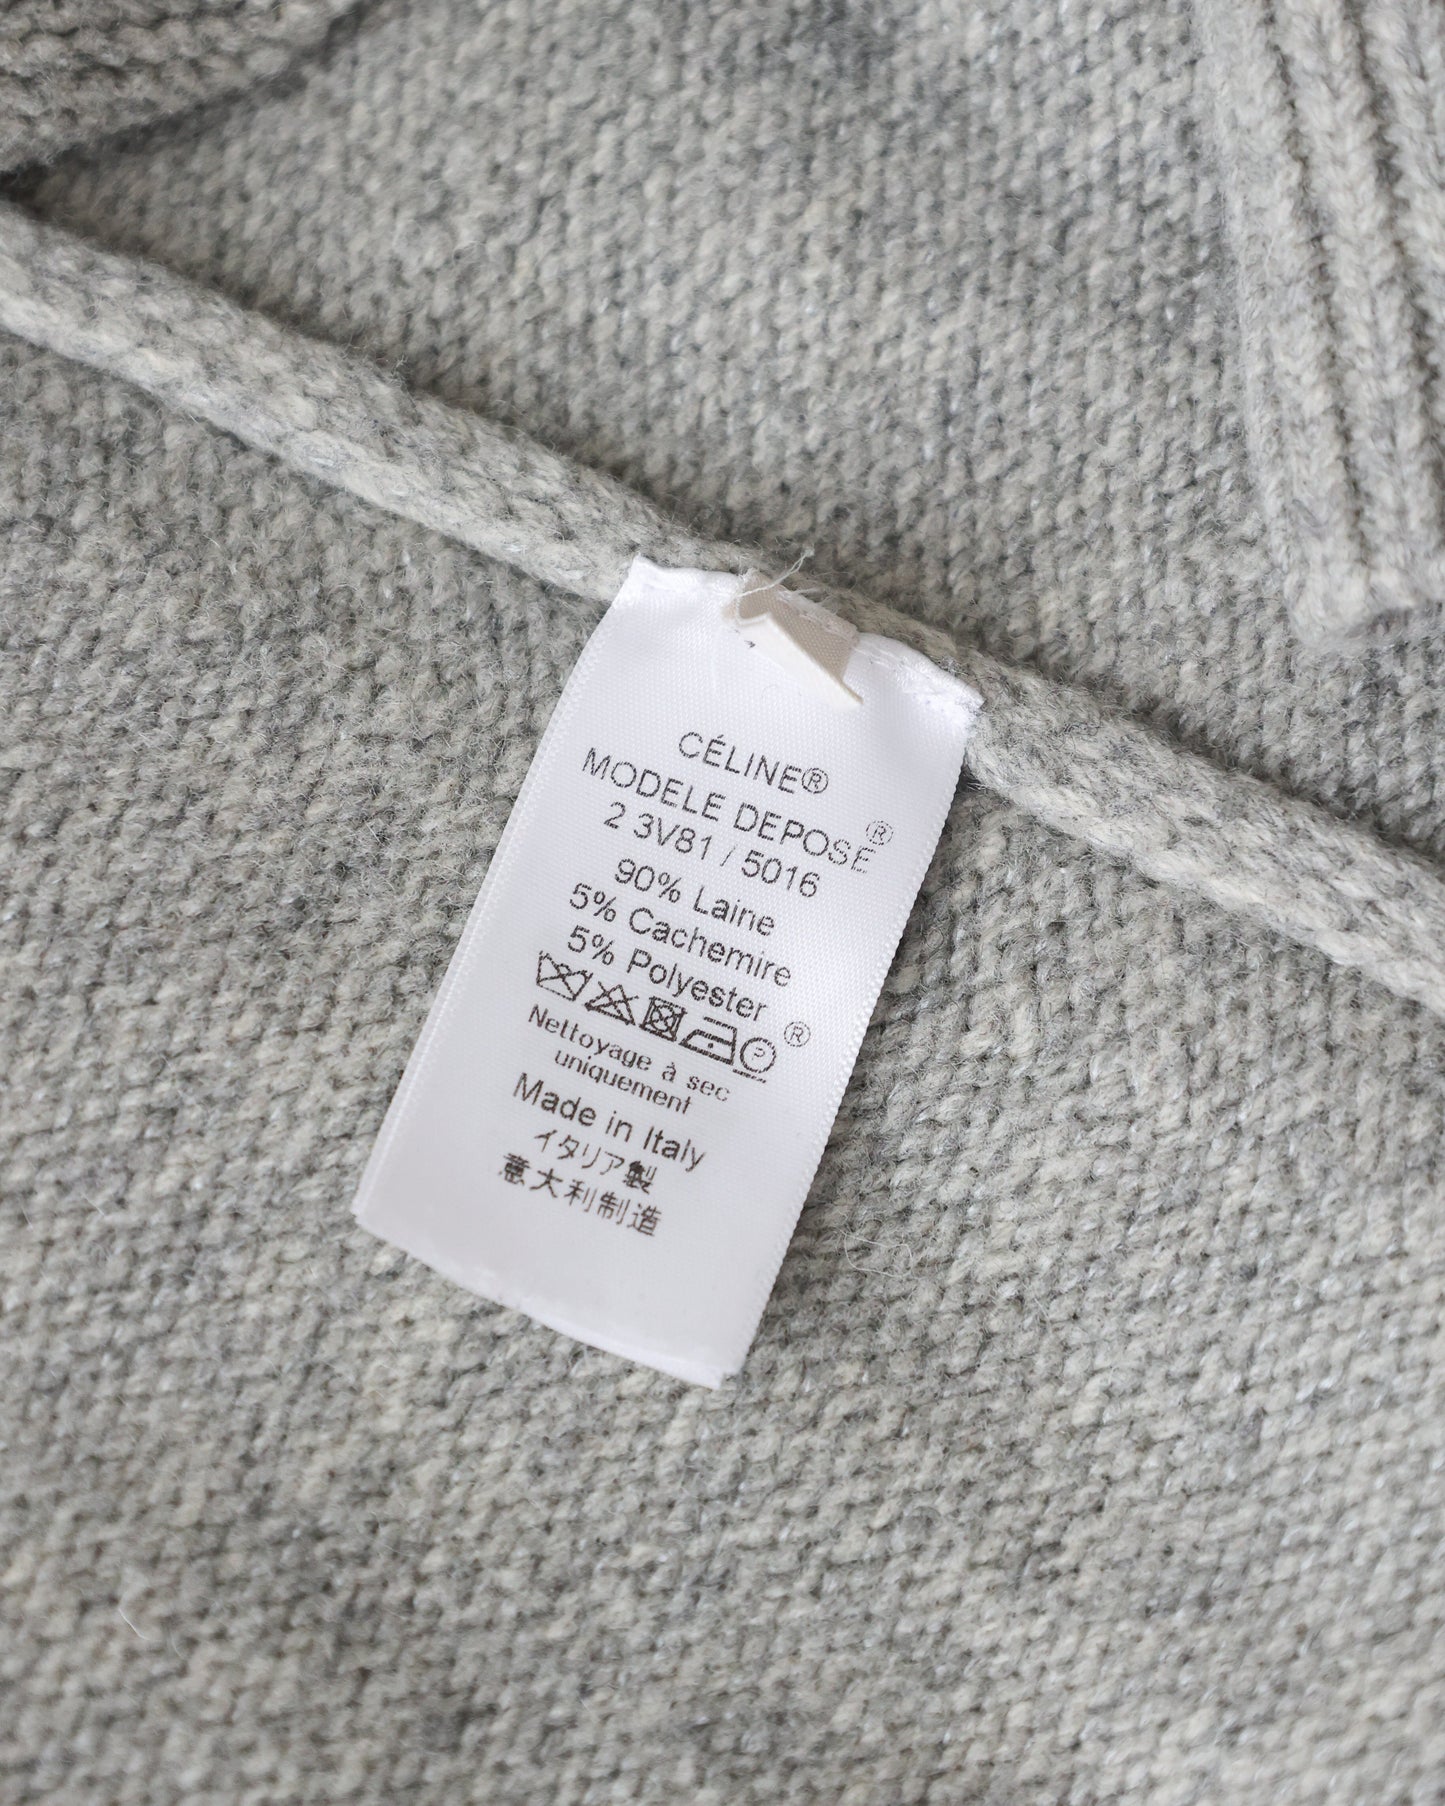 CÉLINE®
MODELE DEPOSE®
2 3V81 / 5016
90% Laine
5% Cachemire
5% Polyester
P ®
Nettoyage à sec
uniquement
Made in Italy
イタリア製
意大利制造